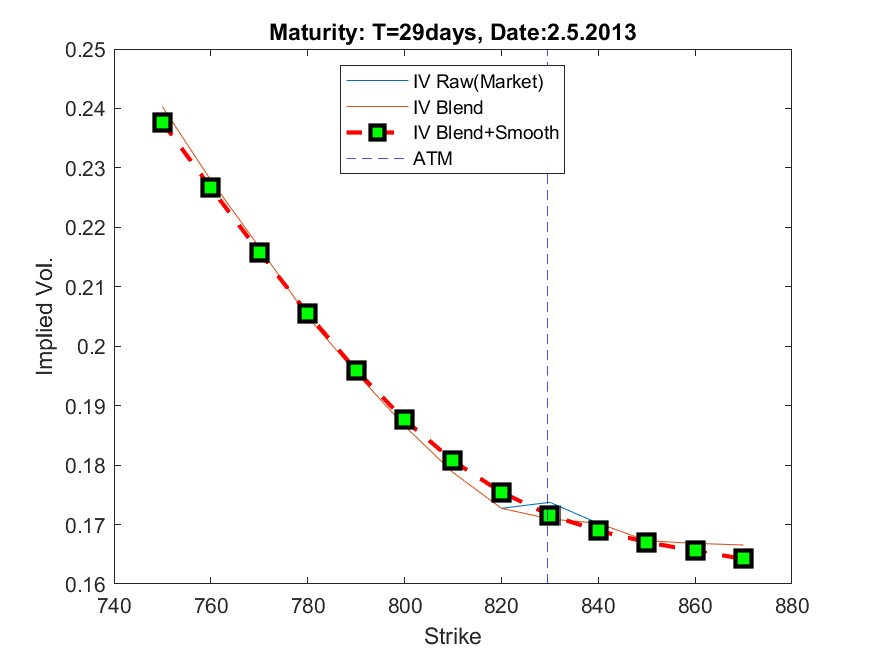 Maturity: T=29days, Date:2.5.2013
0.25
0.24
0.23
0.22
0.21
0.2
0.19
0.18
0.17
0.16
Implied Vol.
IV Raw(Market)
IV Blend
IV Blend+Smooth
ATM
740 760 780 800 820 840 860 880
Strike